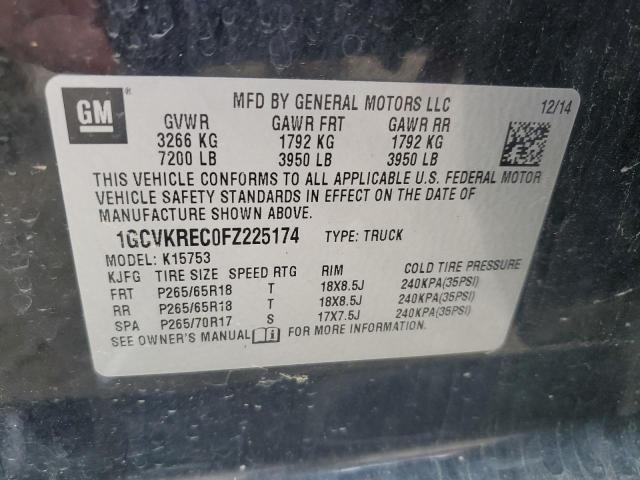 GM ® MFD BY GENERAL MOTORS LLC 12/14
GVWR GAWR FRT GAWR RR
3266 KG 1792 KG 1792 KG
7200 LB 3950 LB 3950 LB
THIS VEHICLE CONFORMS TO ALL APPLICABLE U.S. FEDERAL MOTOR
VEHICLE SAFETY STANDARDS IN EFFECT ON THE DATE OF
MANUFACTURE SHOWN ABOVE.
1GCVKREC0FZ225174 TYPE: TRUCK
MODEL: K15753
KJFG TIRE SIZE SPEED RTG RIM COLD TIRE PRESSURE
FRT P265/65R18 T 18X8.5J 240KPA(35PSI)
RR P265/65R18 T 18X8.5J 240KPA(35PSI)
SPA P265/70R17 S 17X7.5J 240KPA(35PSI)
SEE OWNER'S MANUAL FOR MORE INFORMATION.